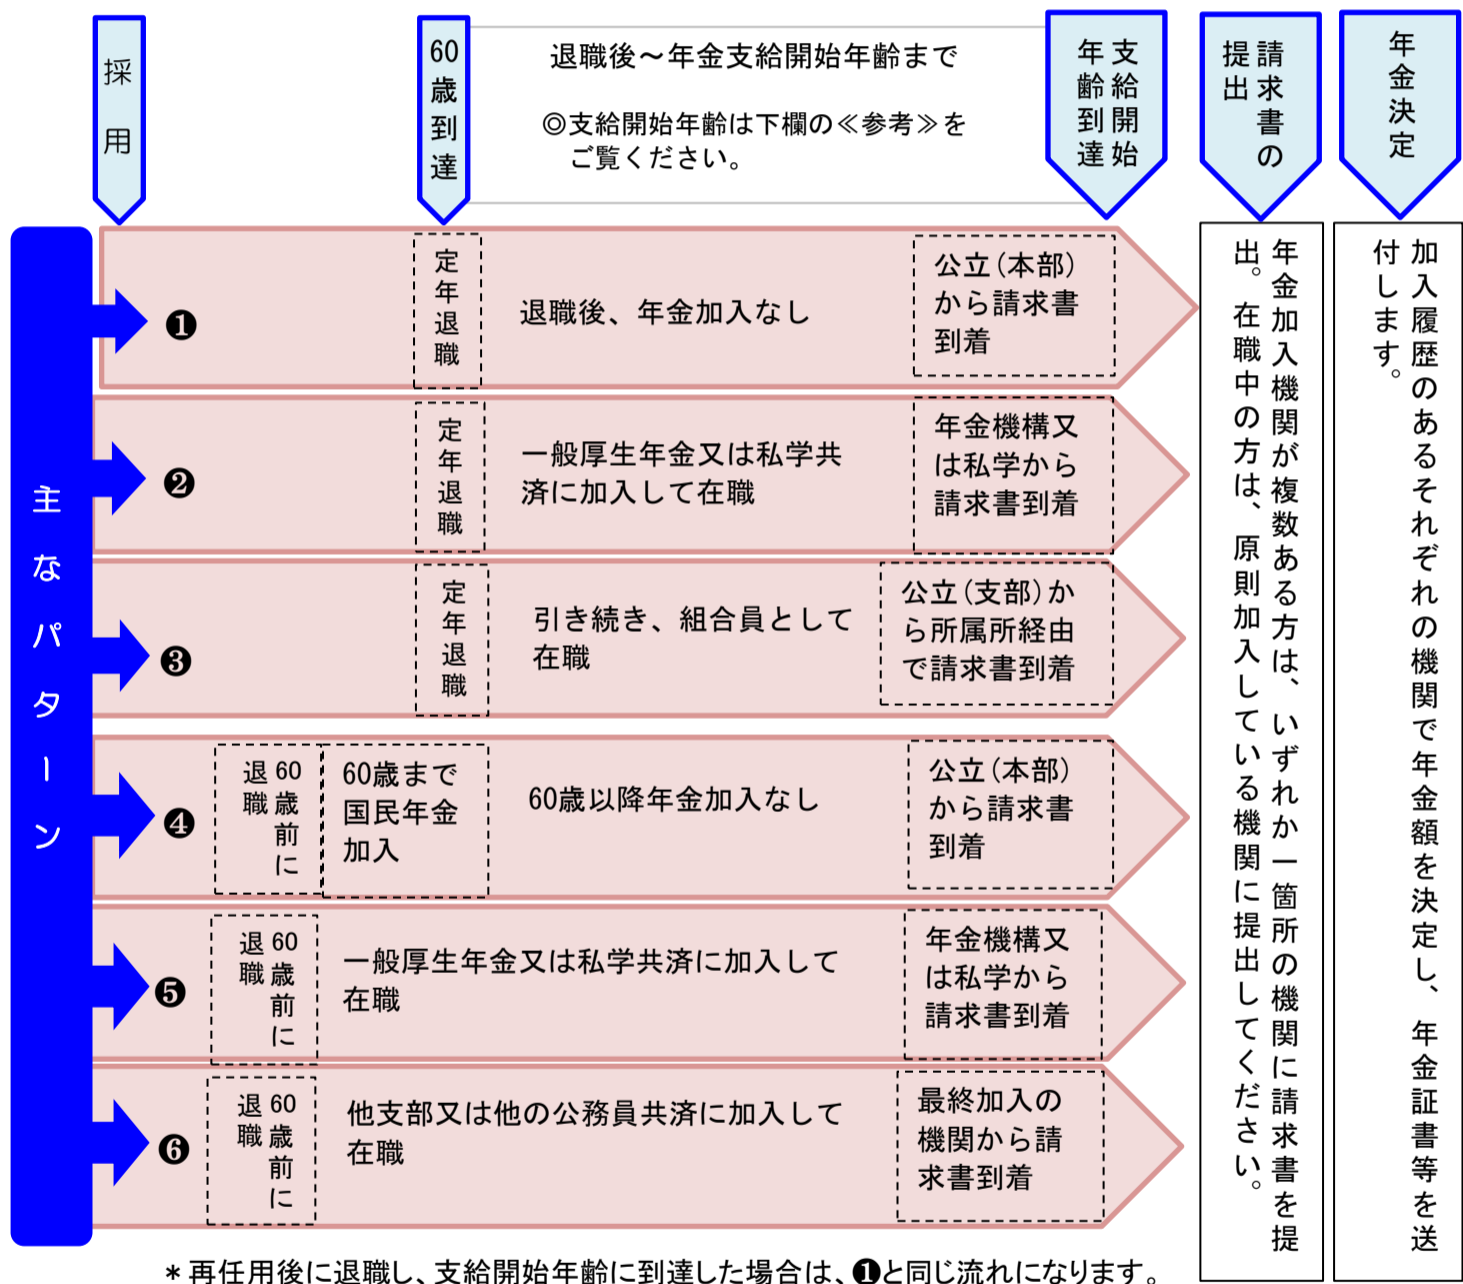 採用
60歳到達
退職後～年金支給開始年齢まで
◎支給開始年齢は下欄の≪参考≫を
ご覧ください。
支給開始
年齢到達
請求書の
提出
年金決定
主なパターン
❶
定年退職
退職後、年金加入なし
公立(本部)
から請求書
到着
❷
定年退職
一般厚生年金又は私学共
済に加入して在職
年金機構又
は私学から
請求書到着
❸
定年退職
引き続き、組合員として
在職
公立(支部)か
ら所属所経由
で請求書到着
❹
60歳前に
退職
60歳まで
国民年金
加入
60歳以降年金加入なし
公立(本部)
から請求書
到着
❺
60歳前に
退職
一般厚生年金又は私学共済に加入して
在職
年金機構又
は私学から
請求書到着
❻
60歳前に
退職
他支部又は他の公務員共済に加入して
在職
最終加入の
機関から請
求書到着
年金加入機関が複数ある方は、いずれか一箇所の機関に請求書を提
出。在職中の方は、原則加入している機関に提出してください。
加入履歴のあるそれぞれの機関で年金額を決定し、年金証書等を送
付します。
＊再任用後に退職し、支給開始年齢に到達した場合は、❶と同じ流れになります。